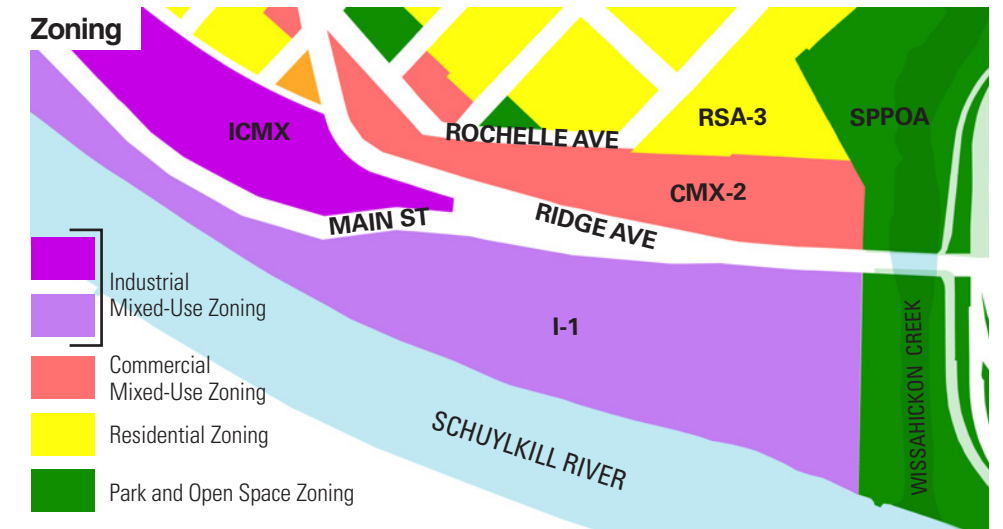 Zoning
ICMX
ROCHELLE AVE
RSA-3
SPPOA
CMX-2
MAIN ST
RIDGE AVE
I-1
SCHUYLKILL RIVER
WISSAHICKON CREEK
Industrial
Mixed-Use Zoning
Commercial
Mixed-Use Zoning
Residential Zoning
Park and Open Space Zoning